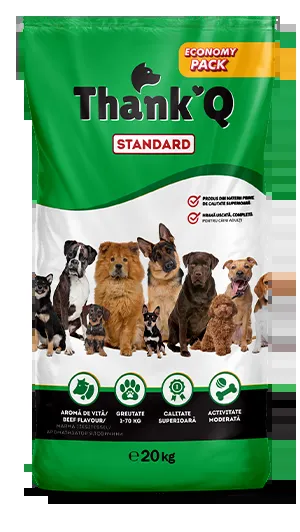 ECONOMY
PACK
Thank Q
STANDARD
PRODUS DIN MATERII PRIME
DE CALITATE SUPERIOARĂ
HRANĂ USCATĂ, COMPLETĂ
PENTRU CÂINI ADULȚI
AROMĂ DE VITĂ/
BEEF FLAVOUR/
GREUTATE
1-70 KG
CALITATE
SUPERIOARĂ
ACTIVITATE
MODERATĂ
℮20kg